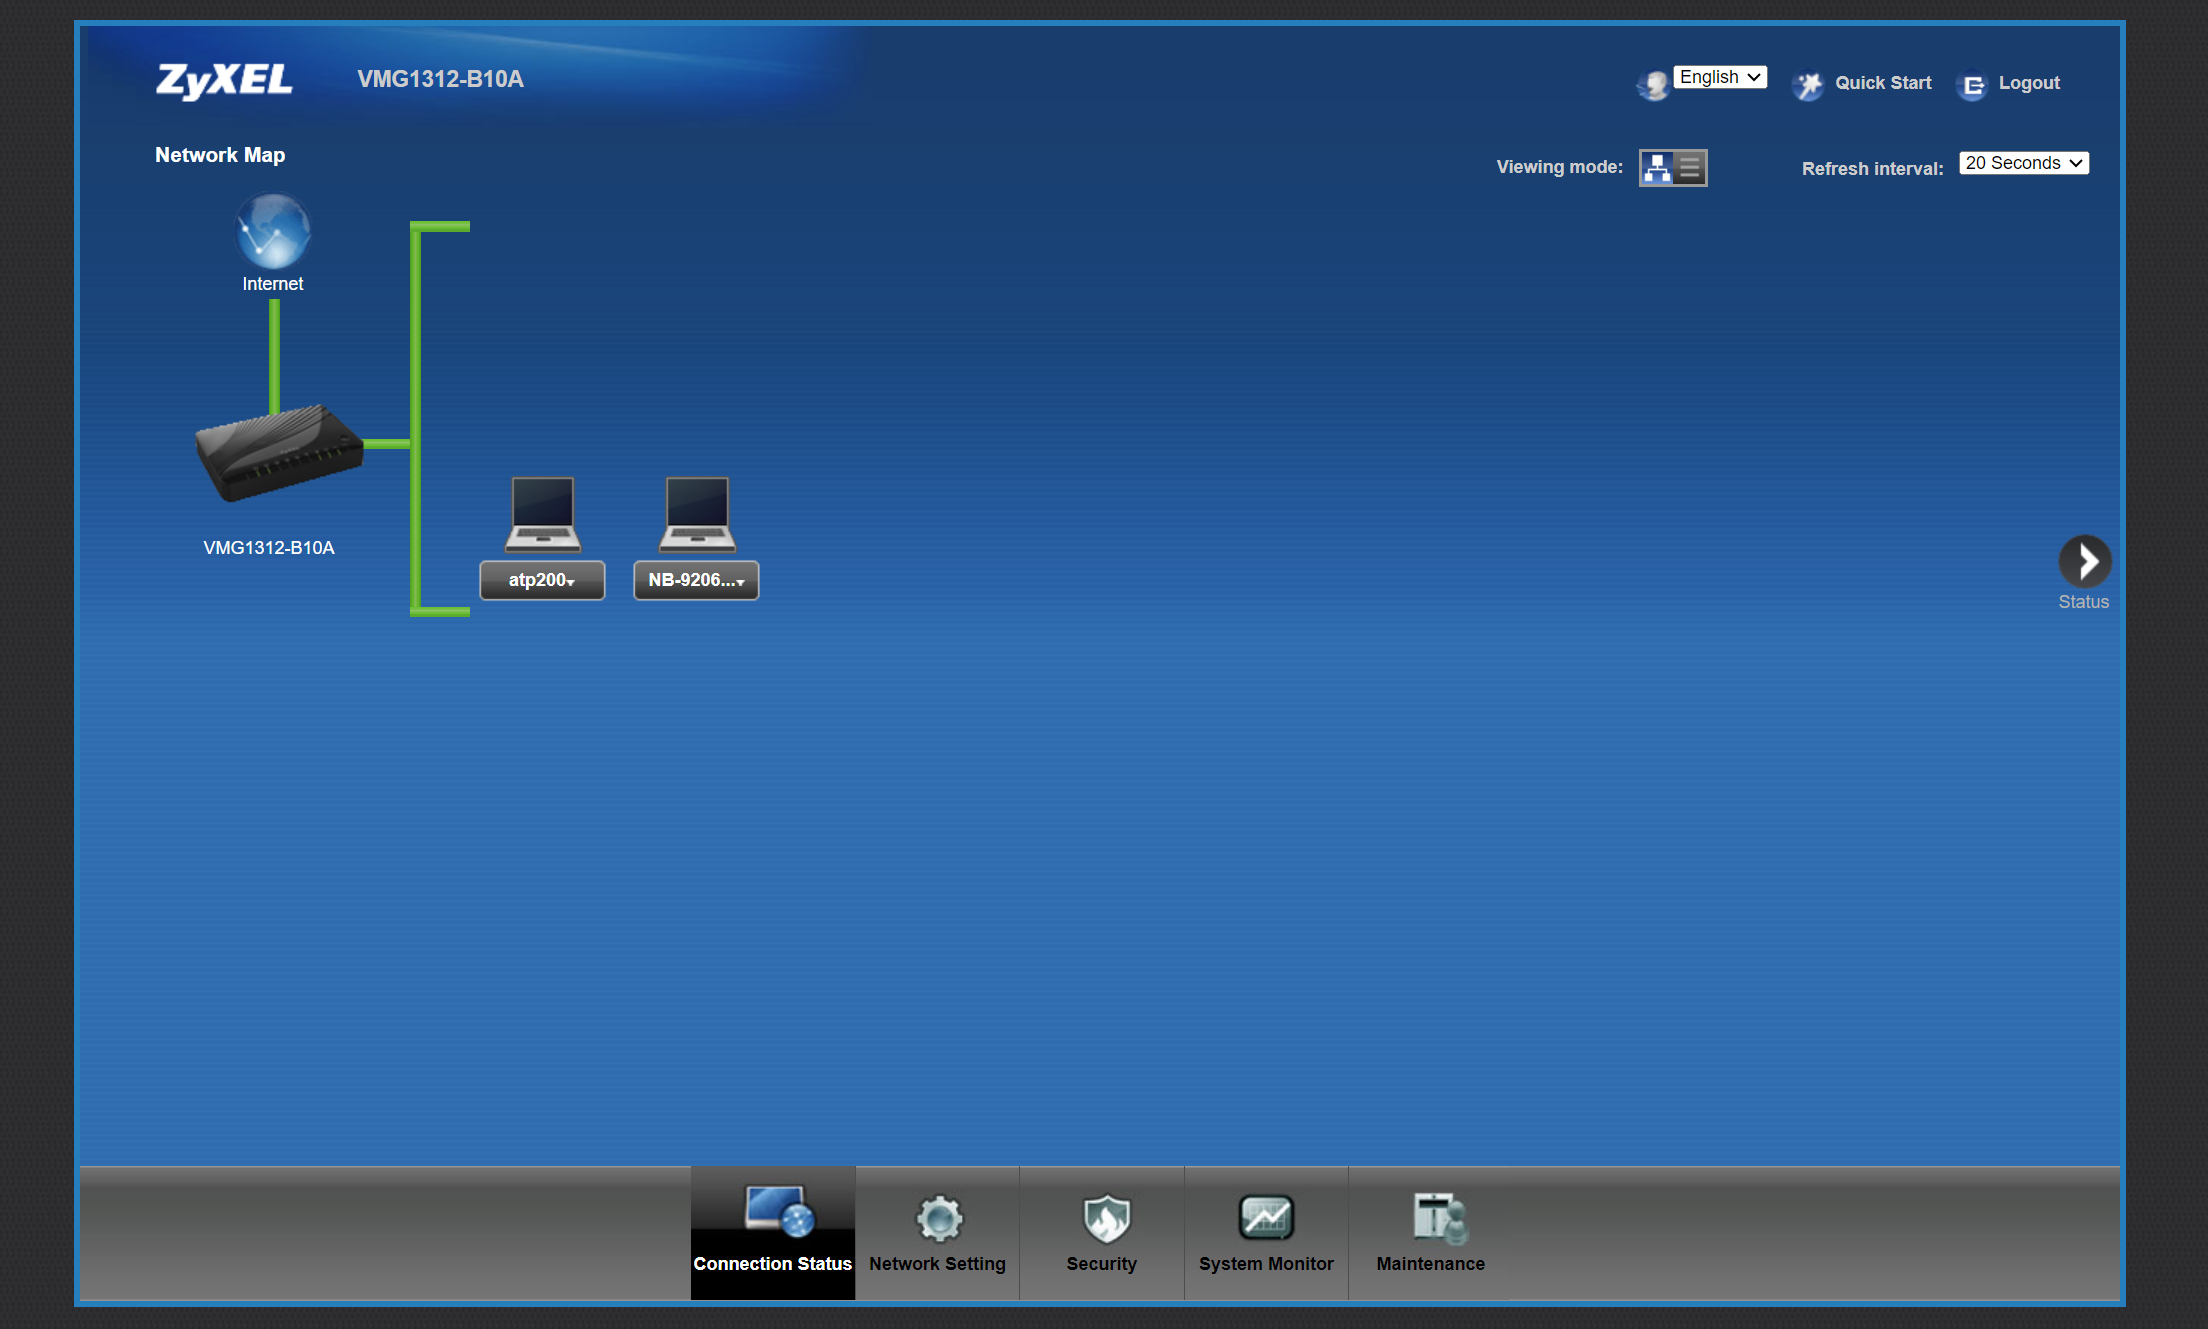 ZyXEL VMG1312-B10A English Quick Start Logout
Network Map
Viewing mode: Refresh interval: 20 Seconds
Internet
VMG1312-B10A
atp200 NB-9206...
Status
Connection Status Network Setting Security System Monitor Maintenance